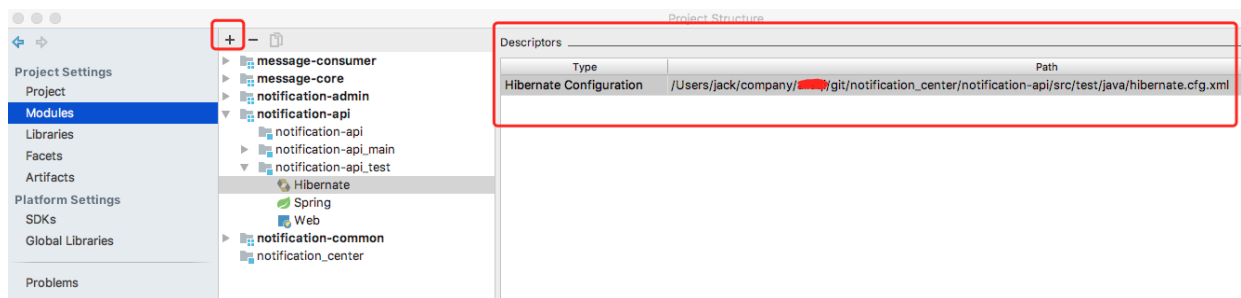 Project Structure
Project Settings
Project
Modules
Libraries
Facets
Artifacts
Platform Settings
SDKs
Global Libraries
Problems
message-consumer
message-core
notification-admin
notification-api
notification-api
notification-api_main
notification-api_test
Hibernate
Spring
Web
notification-common
notification_center
Descriptors
Type Path
Hibernate Configuration /Users/jack/company/ /git/notification_center/notification-api/src/test/java/hibernate.cfg.xml